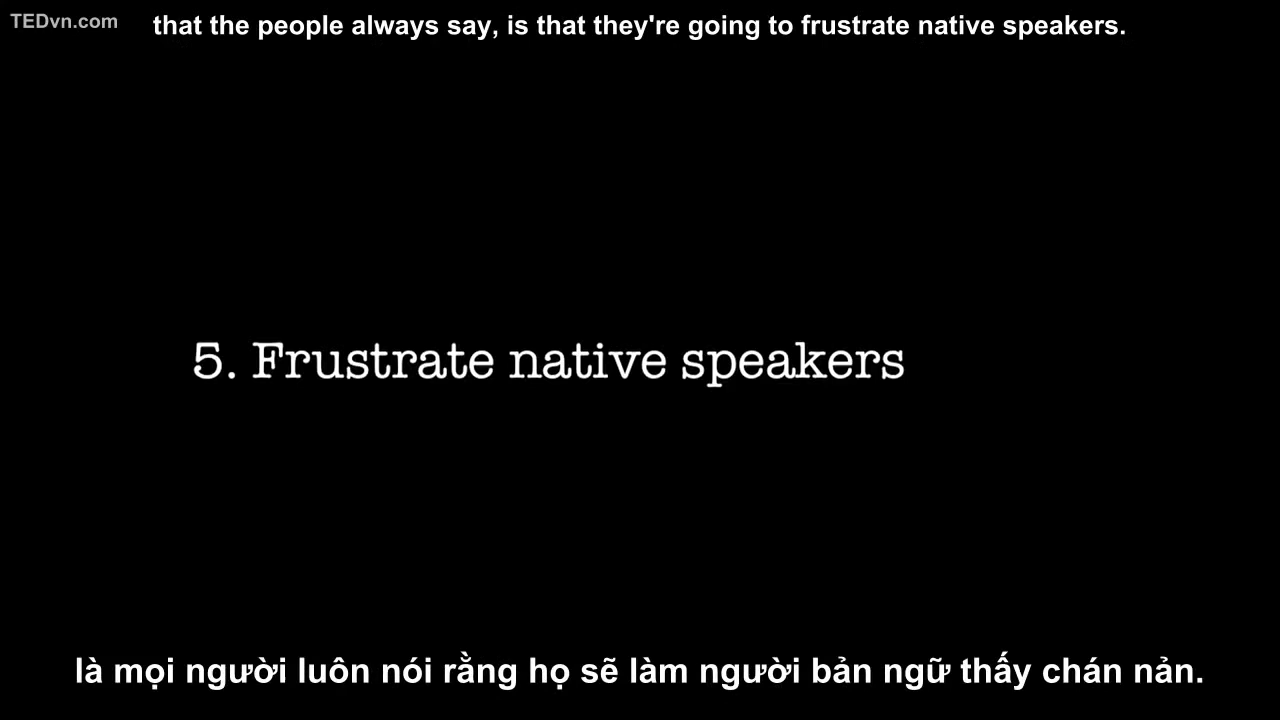 TEDvn.com
that the people always say, is that they're going to frustrate native speakers.
5. Frustrate native speakers
là mọi người luôn nói rằng họ sẽ làm người bản ngữ thấy chán nản.